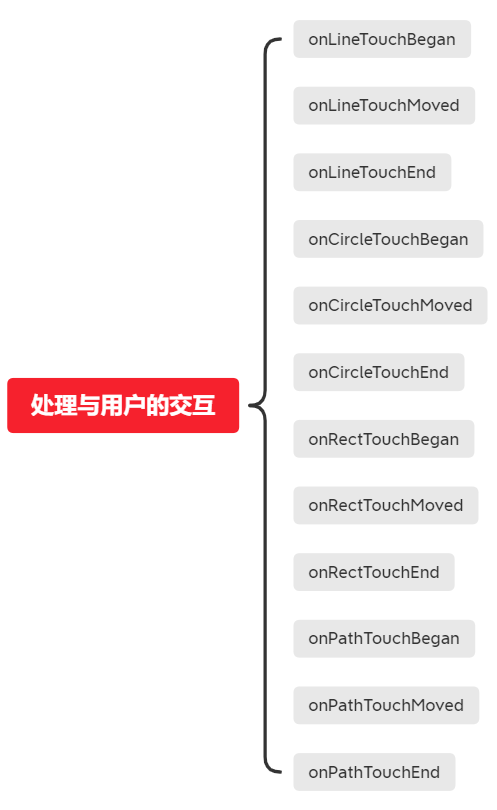 onLineTouchBegan
onLineTouchMoved
onLineTouchEnd
onCircleTouchBegan
onCircleTouchMoved
onCircleTouchEnd
处理与用户的交互
onRectTouchBegan
onRectTouchMoved
onRectTouchEnd
onPathTouchBegan
onPathTouchMoved
onPathTouchEnd